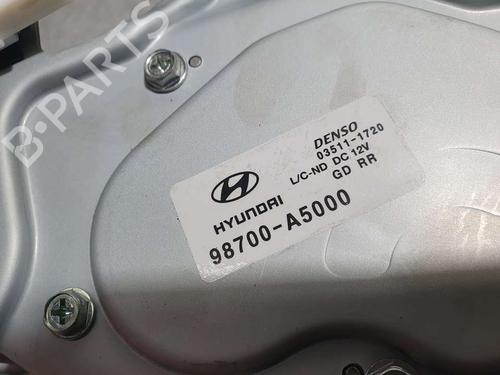 B-PARTS
DENSO
03511-1720
L/C-ND DC 12V
GD RR
HYUNDAI
98700-A5000